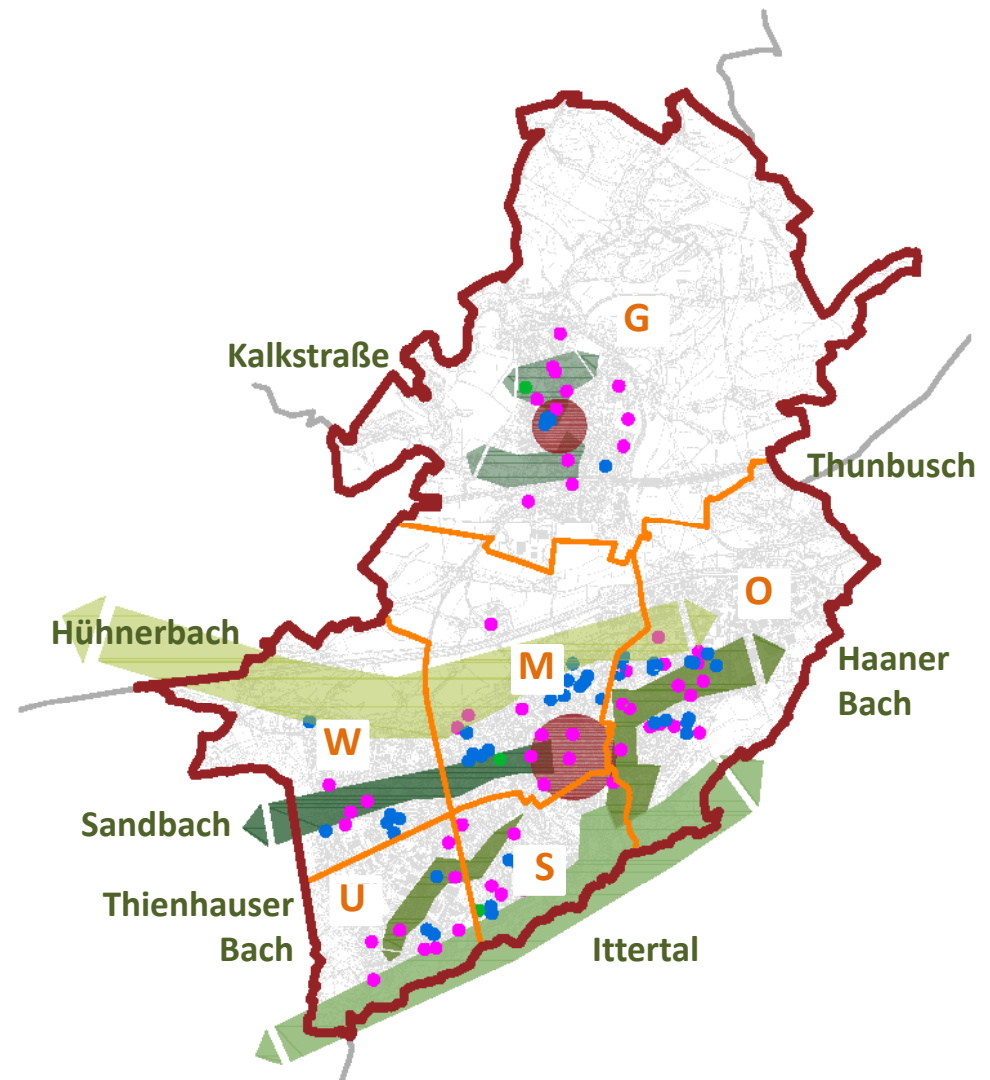 G
Kalkstraße
Thunbusch
O
Hühnerbach
M
Haaner
Bach
W
Sandbach
S
U
Thienhauser
Bach
Ittertal